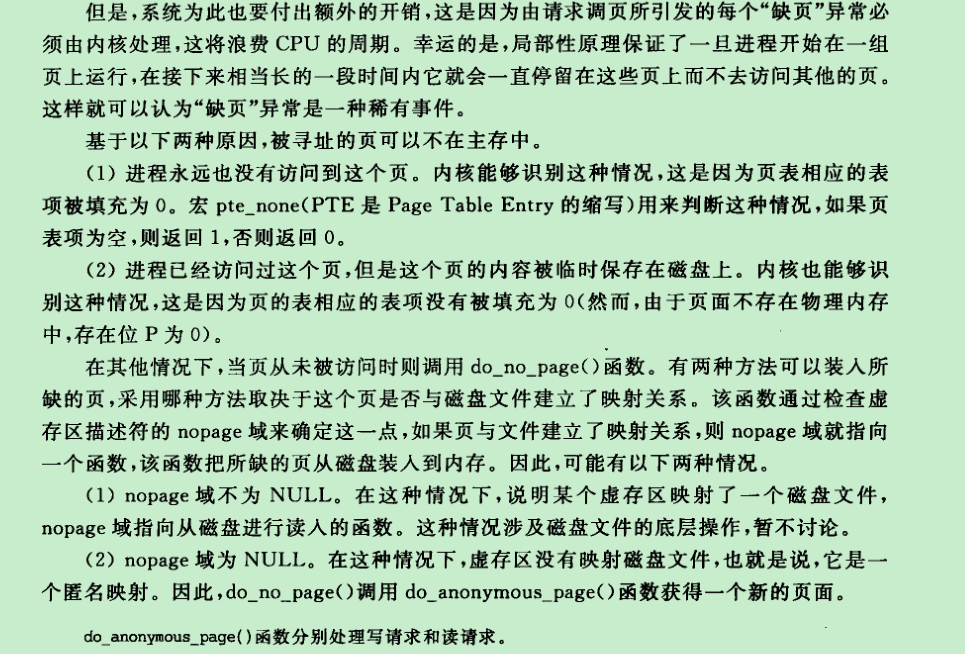 但是,系统为此也要付出额外的开销,这是因为由请求调页所引发的每个“缺页”异常必
须由内核处理,这将浪费 CPU 的周期。幸运的是,局部性原理保证了一旦进程开始在一组
页上运行,在接下来相当长的一段时间内它就会一直停留在这些页上而不去访问其他的页。
这样就可以认为“缺页”异常是一种稀有事件。
基于以下两种原因,被寻址的页可以不在主存中。
(1) 进程永远也没有访问到这个页。内核能够识别这种情况,这是因为页表相应的表
项被填充为 0。宏 pte_none(PTE 是 Page Table Entry 的缩写)用来判断这种情况,如果页
表项为空,则返回 1,否则返回 0。
(2) 进程已经访问过这个页,但是这个页的内容被临时保存在磁盘上。内核也能够识
别这种情况,这是因为页的表相应的表项没有被填充为 0(然而,由于页面不存在物理内存
中,存在位 P 为 0)。
在其他情况下,当页从未被访问时则调用 do_no_page()函数。有两种方法可以装入所
缺的页,采用哪种方法取决于这个页是否与磁盘文件建立了映射关系。该函数通过检查虚
存区描述符的 nopage 域来确定这一点,如果页与文件建立了映射关系,则 nopage 域就指向
一个函数,该函数把所缺的页从磁盘装入到内存。因此,可能有以下两种情况。
(1) nopage 域不为 NULL。在这种情况下,说明某个虚存区映射了一个磁盘文件,
nopage 域指向从磁盘进行读入的函数。这种情况涉及磁盘文件的底层操作,暂不讨论。
(2) nopage 域为 NULL。在这种情况下,虚存区没有映射磁盘文件,也就是说,它是一
个匿名映射。因此,do_no_page()调用 do_anonymous_page()函数获得一个新的页面。
do_anonymous_page()函数分别处理写请求和读请求。